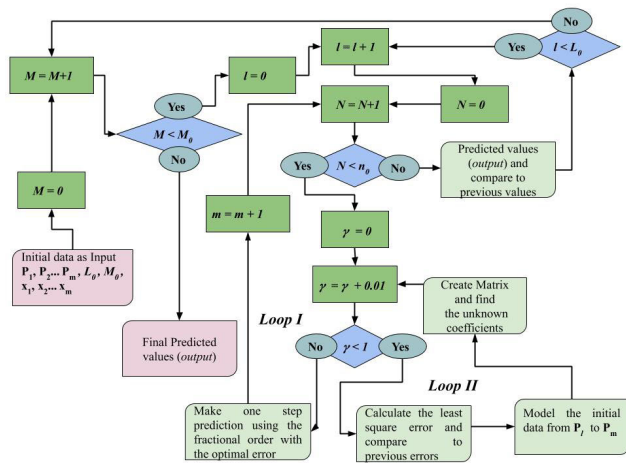 No
l = l + 1
Yes
l < L₀
M = M+1
l = 0
Yes
N = N+1
N = 0
M < M₀
No
Yes
N < n₀
No
Predicted values
(output) and
compare to
previous values
M = 0
m = m + 1
γ = 0
Initial data as Input
P₁, P₂... Pₘ , L₀, M₀,
x₁, x₂... xₘ
γ = γ + 0.01
Create Matrix
and find
the unknown
coefficients
Final Predicted
values (output)
Loop I
No
γ < 1
Yes
Loop II
Make one step
prediction using the
fractional order with
the optimal error
Calculate the least
square error and
compare to
previous errors
Model the initial
data from Pₗ to Pₘ